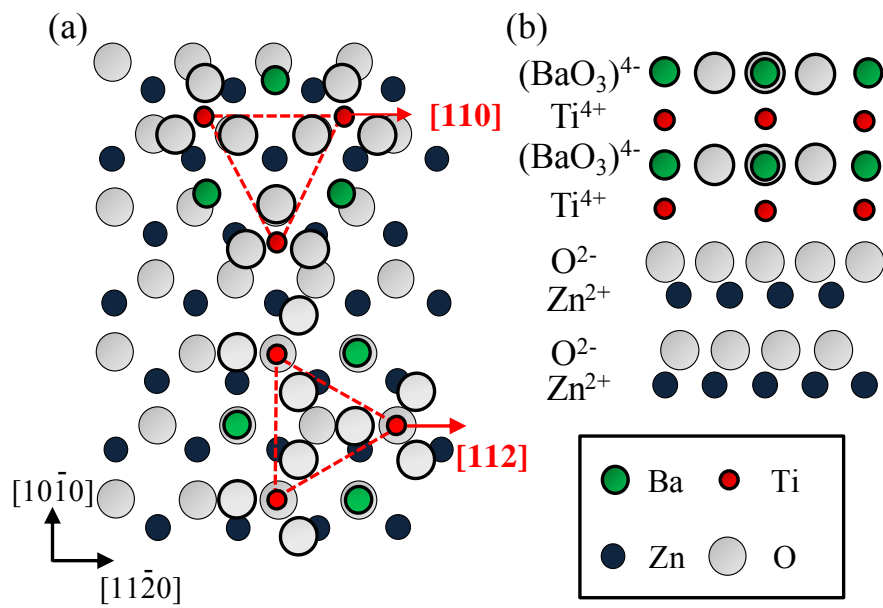 (a)
[110]
[112]
[101̄0]
[112̄0]
(b)
(BaO₃)⁴⁻
Ti⁴⁺
(BaO₃)⁴⁻
Ti⁴⁺
O²⁻
Zn²⁺
O²⁻
Zn²⁺
Ba Ti
Zn O